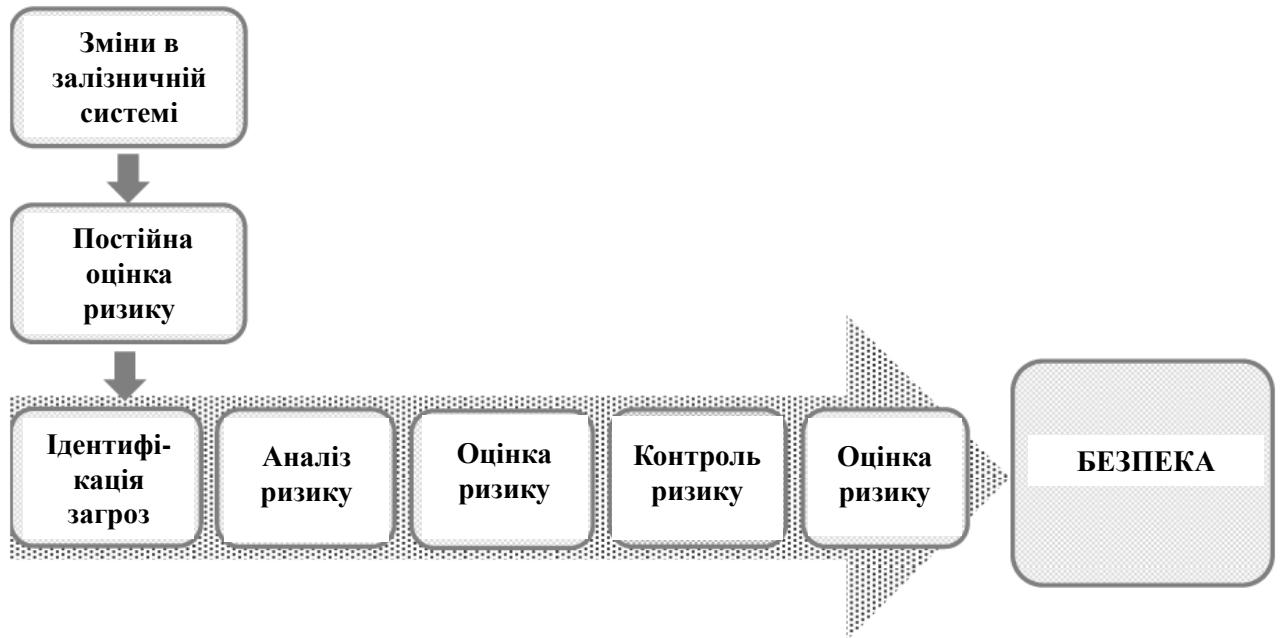 Зміни в
залізничній
системі
Постійна
оцінка
ризику
Ідентифі-
кація
загроз
Аналіз
ризику
Оцінка
ризику
Контроль
ризику
Оцінка
ризику
БЕЗПЕКА